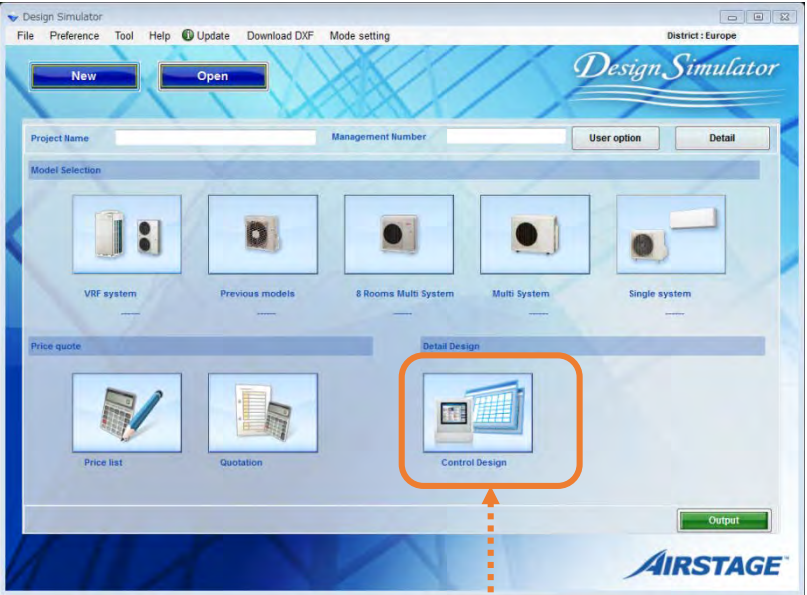 Design Simulator
File Preference Tool Help Update Download DXF Mode setting District : Europe
New Open Design Simulator
Project Name Management Number User option Detail
Model Selection
VRF system Previous models 8 Rooms Multi System Multi System Single system
------ ------ ------ ------ ------
Price quote Detail Design
Price list Quotation Control Design
Output
AIRSTAGE™